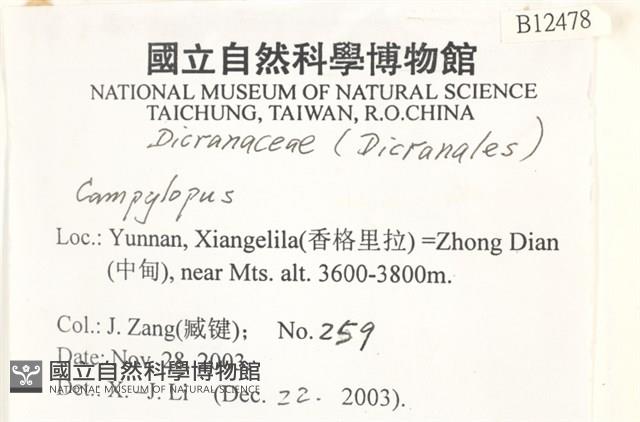 B12478
國立自然科學博物館
NATIONAL MUSEUM OF NATURAL SCIENCE
TAICHUNG, TAIWAN, R.O.CHINA
Dicranaceae (Dicranales)
Campylopus
Loc.: Yunnan, Xiangelila(香格里拉) =Zhong Dian
(中甸), near Mts. alt. 3600-3800m.
Col.: J. Zang(臧键); No. 259
Date: Nov. 28, 2003
國立自然科學博物館
NATIONAL MUSEUM OF NATURAL SCIENCE
Det.: X. -J. Li (Dec. 22. 2003).